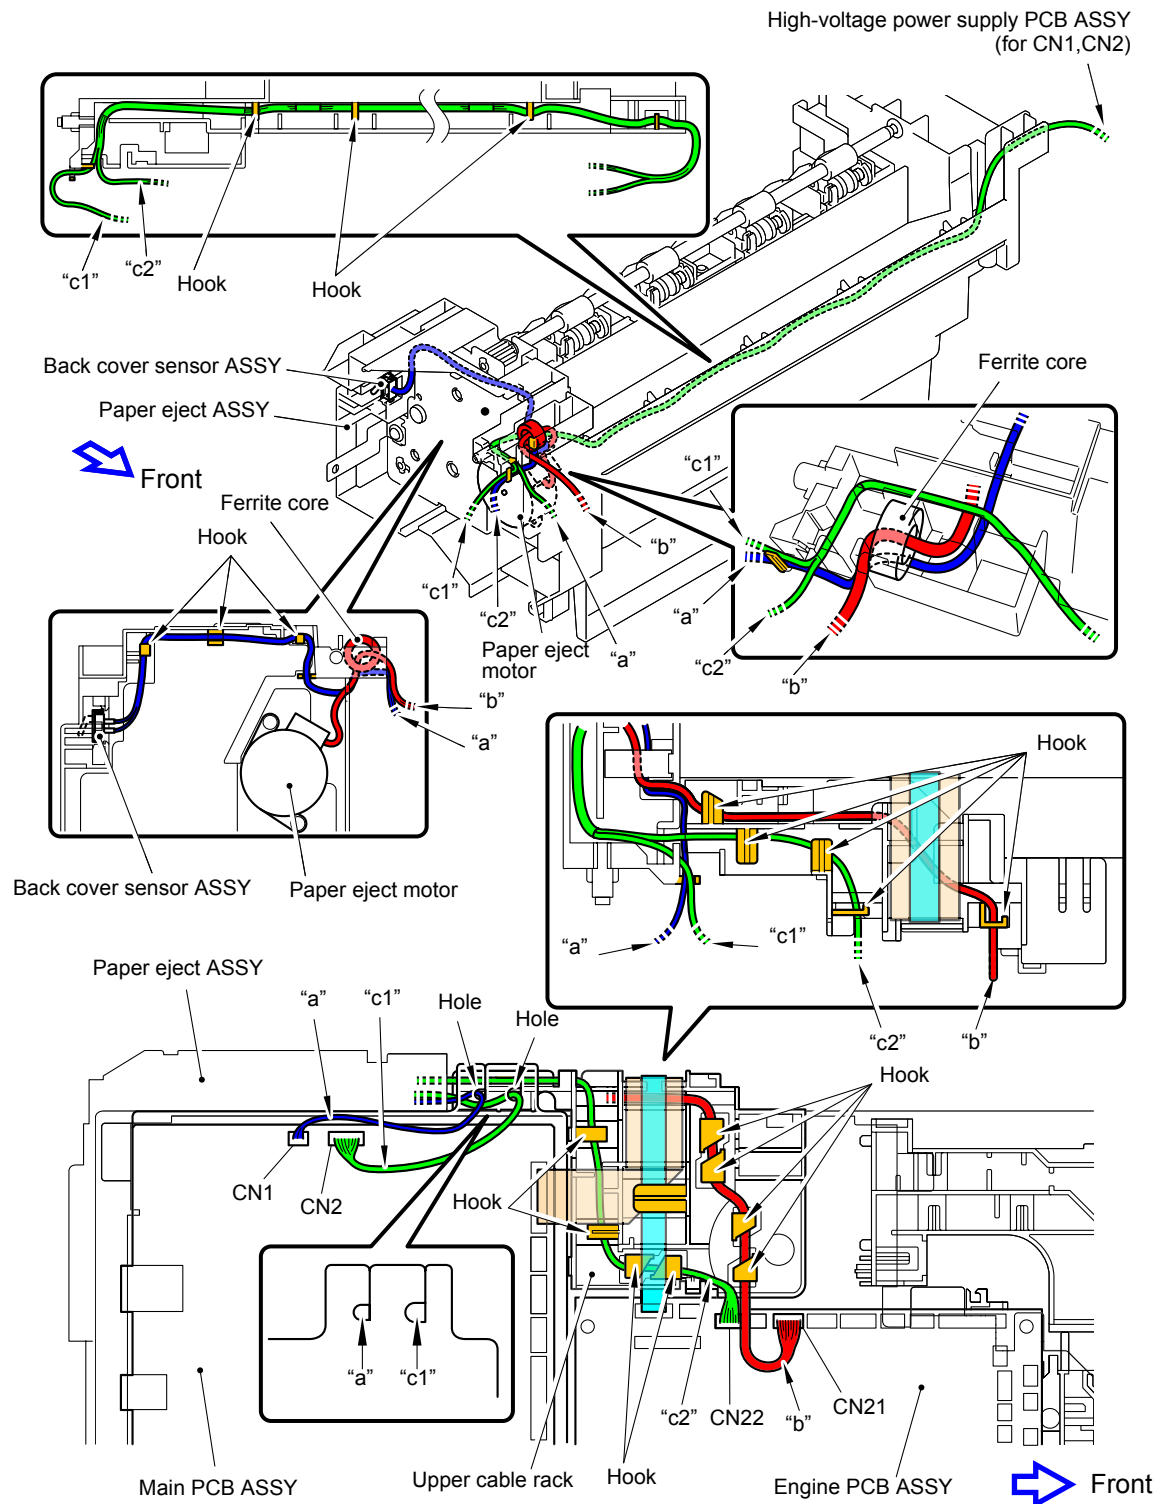 High-voltage power supply PCB ASSY
(for CN1,CN2)
“c1”
“c2”
Hook
Hook
Back cover sensor ASSY
Paper eject ASSY
Front
Ferrite core
Ferrite core
Hook
“c1”
“a”
“c2”
“b”
“b”
“c1”
“c2”
Paper eject
motor
“a”
“b”
“a”
Back cover sensor ASSY
Paper eject motor
Hook
“a”
“c1”
“c2”
“b”
Paper eject ASSY
“a”
“c1”
Hole
Hole
Hook
CN1
CN2
Hook
“a”
“c1”
“c2”
CN22
“b”
CN21
Main PCB ASSY
Upper cable rack
Hook
Engine PCB ASSY
Front